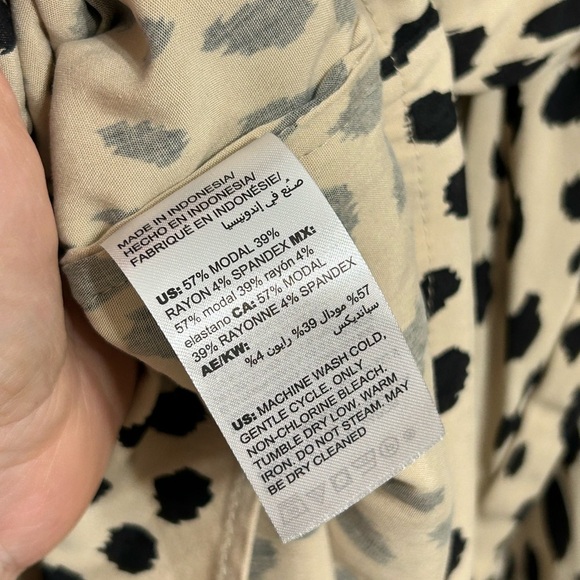 MADE IN INDONESIA/
HECHO EN INDONESIA/
FABRIQUÉ EN INDONÉSIE/
صنع في إندونيسيا
US: 57% MODAL 39%
RAYON 4% SPANDEX MX:
57% modal 39% rayón 4%
elastano CA: 57% MODAL
39% RAYONNE 4% SPANDEX
AE/KW:
57% مودال 39% رايون 4%
سباندیکس
US: MACHINE WASH COLD,
GENTLE CYCLE. ONLY
NON-CHLORINE BLEACH,
TUMBLE DRY LOW. WARM
IRON, DO NOT STEAM. MAY
BE DRY CLEANED